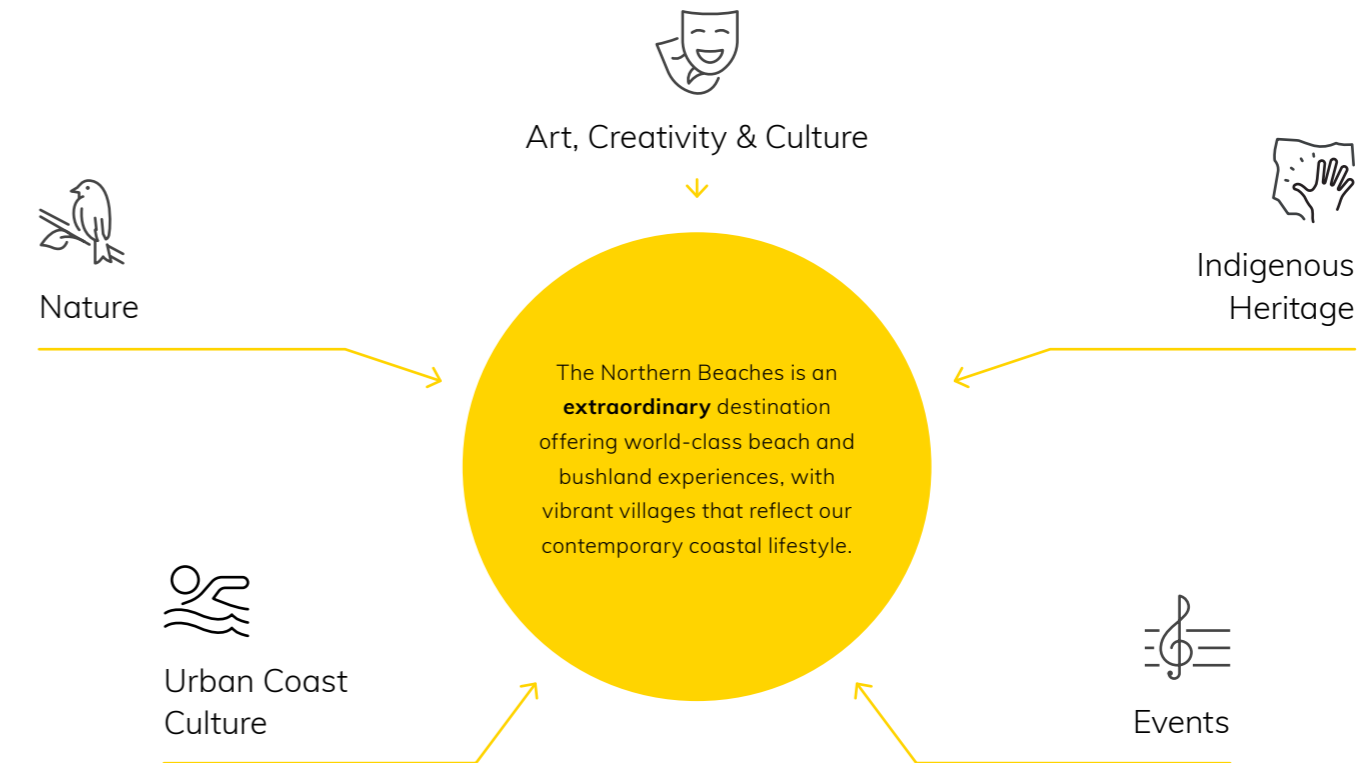 Art, Creativity & Culture
Nature
Indigenous
Heritage
The Northern Beaches is an
extraordinary destination
offering world-class beach and
bushland experiences, with
vibrant villages that reflect our
contemporary coastal lifestyle.
Urban Coast
Culture
Events